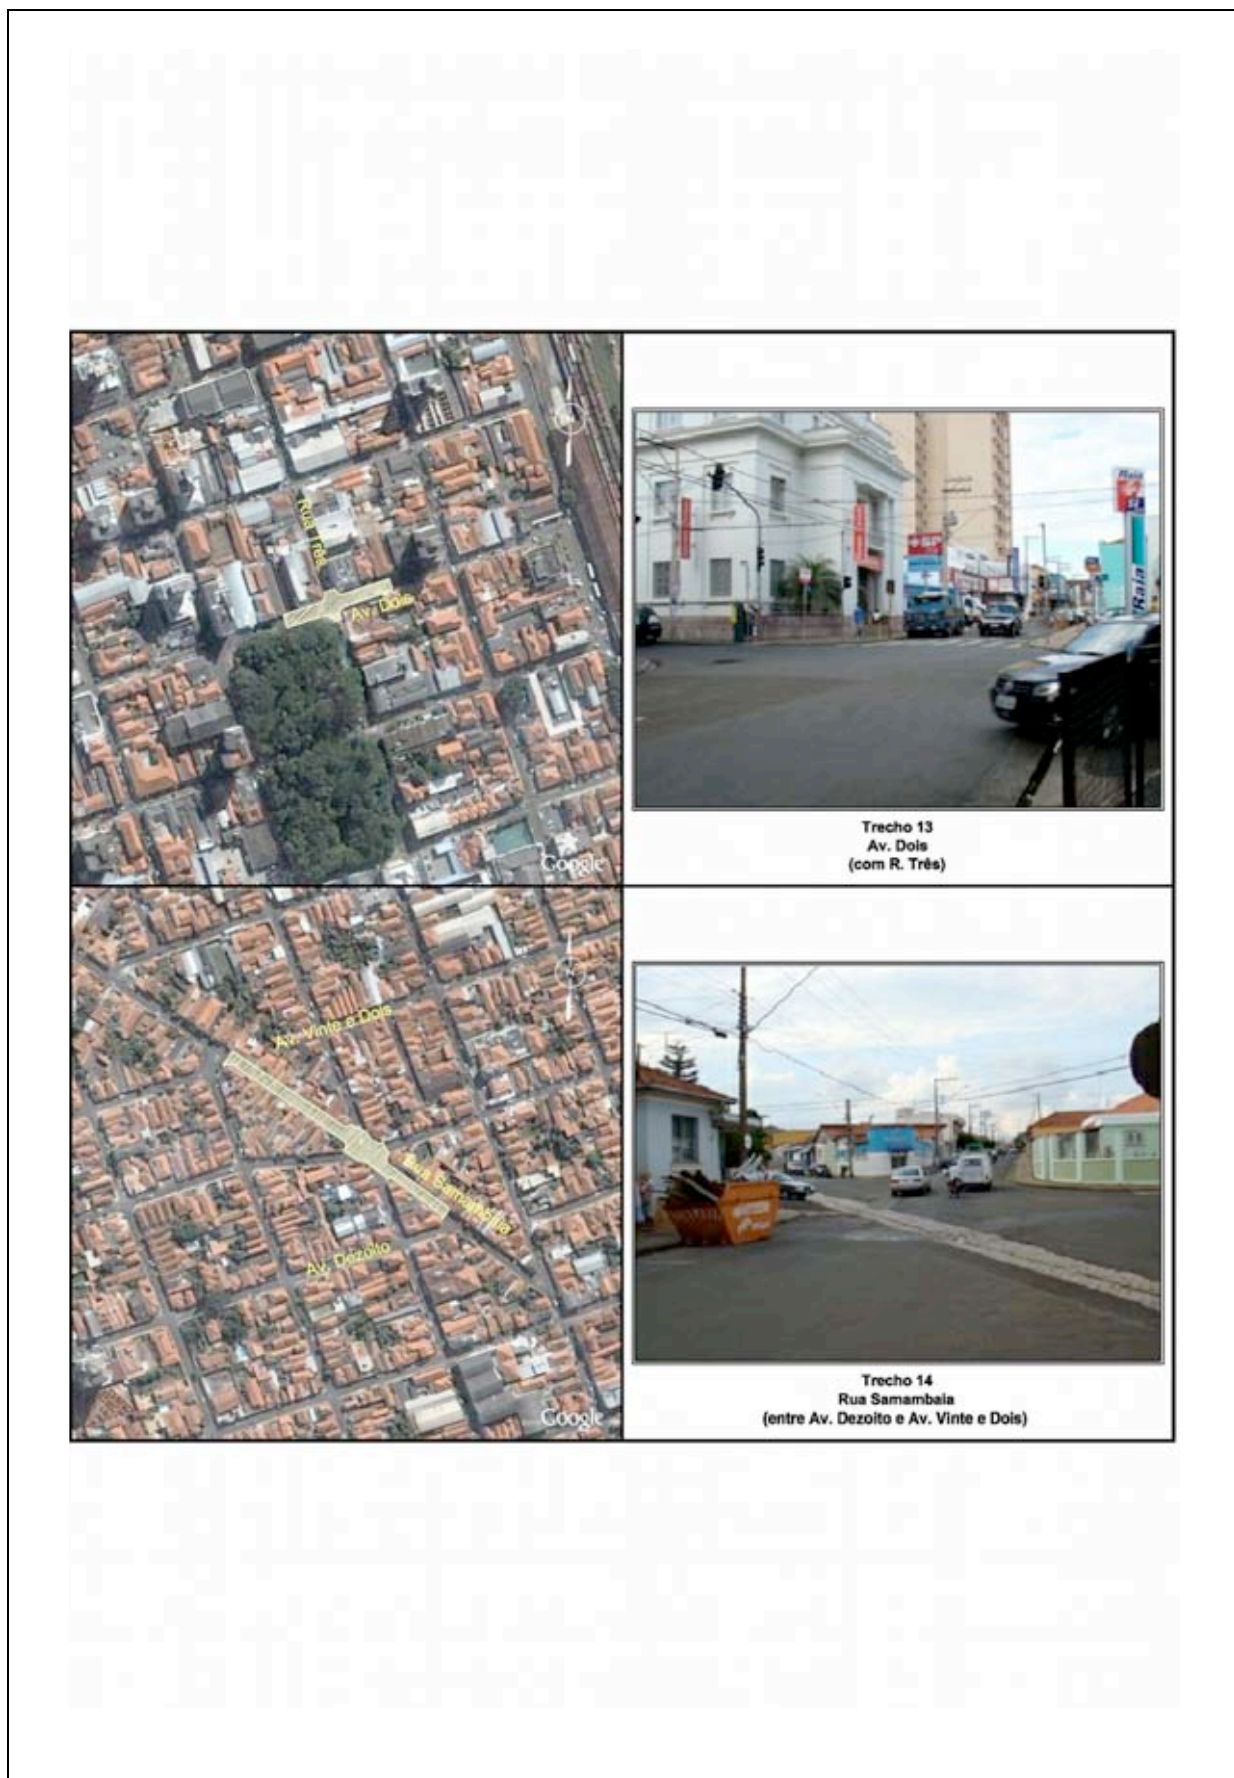 Rua Três
Av. Dois
Google
Raia
Raia
Trecho 13
Av. Dois
(com R. Três)
Av. Vinte e Dois
Rua Samambaia
Av. Dezoito
Google
Trecho 14
Rua Samambaia
(entre Av. Dezoito e Av. Vinte e Dois)